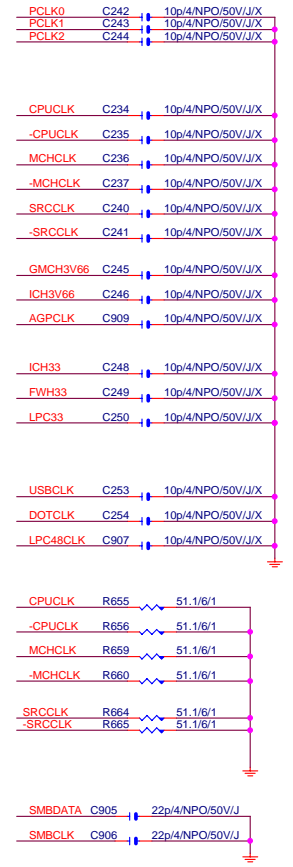 PCLK0 C242 10p/4/NPO/50V/J/X
PCLK1 C243 10p/4/NPO/50V/J/X
PCLK2 C244 10p/4/NPO/50V/J/X
CPUCLK C234 10p/4/NPO/50V/J/X
-CPUCLK C235 10p/4/NPO/50V/J/X
MCHCLK C236 10p/4/NPO/50V/J/X
-MCHCLK C237 10p/4/NPO/50V/J/X
SRCCLK C240 10p/4/NPO/50V/J/X
-SRCCLK C241 10p/4/NPO/50V/J/X
GMCH3V66 C245 10p/4/NPO/50V/J/X
ICH3V66 C246 10p/4/NPO/50V/J/X
AGPCLK C909 10p/4/NPO/50V/J/X
ICH33 C248 10p/4/NPO/50V/J/X
FWH33 C249 10p/4/NPO/50V/J/X
LPC33 C250 10p/4/NPO/50V/J/X
USBCLK C253 10p/4/NPO/50V/J/X
DOTCLK C254 10p/4/NPO/50V/J/X
LPC48CLK C907 10p/4/NPO/50V/J/X
CPUCLK R655 51.1/6/1
-CPUCLK R656 51.1/6/1
MCHCLK R659 51.1/6/1
-MCHCLK R660 51.1/6/1
SRCCLK R664 51.1/6/1
-SRCCLK R665 51.1/6/1
SMBDATA C905 22p/4/NPO/50V/J
SMBCLK C906 22p/4/NPO/50V/J